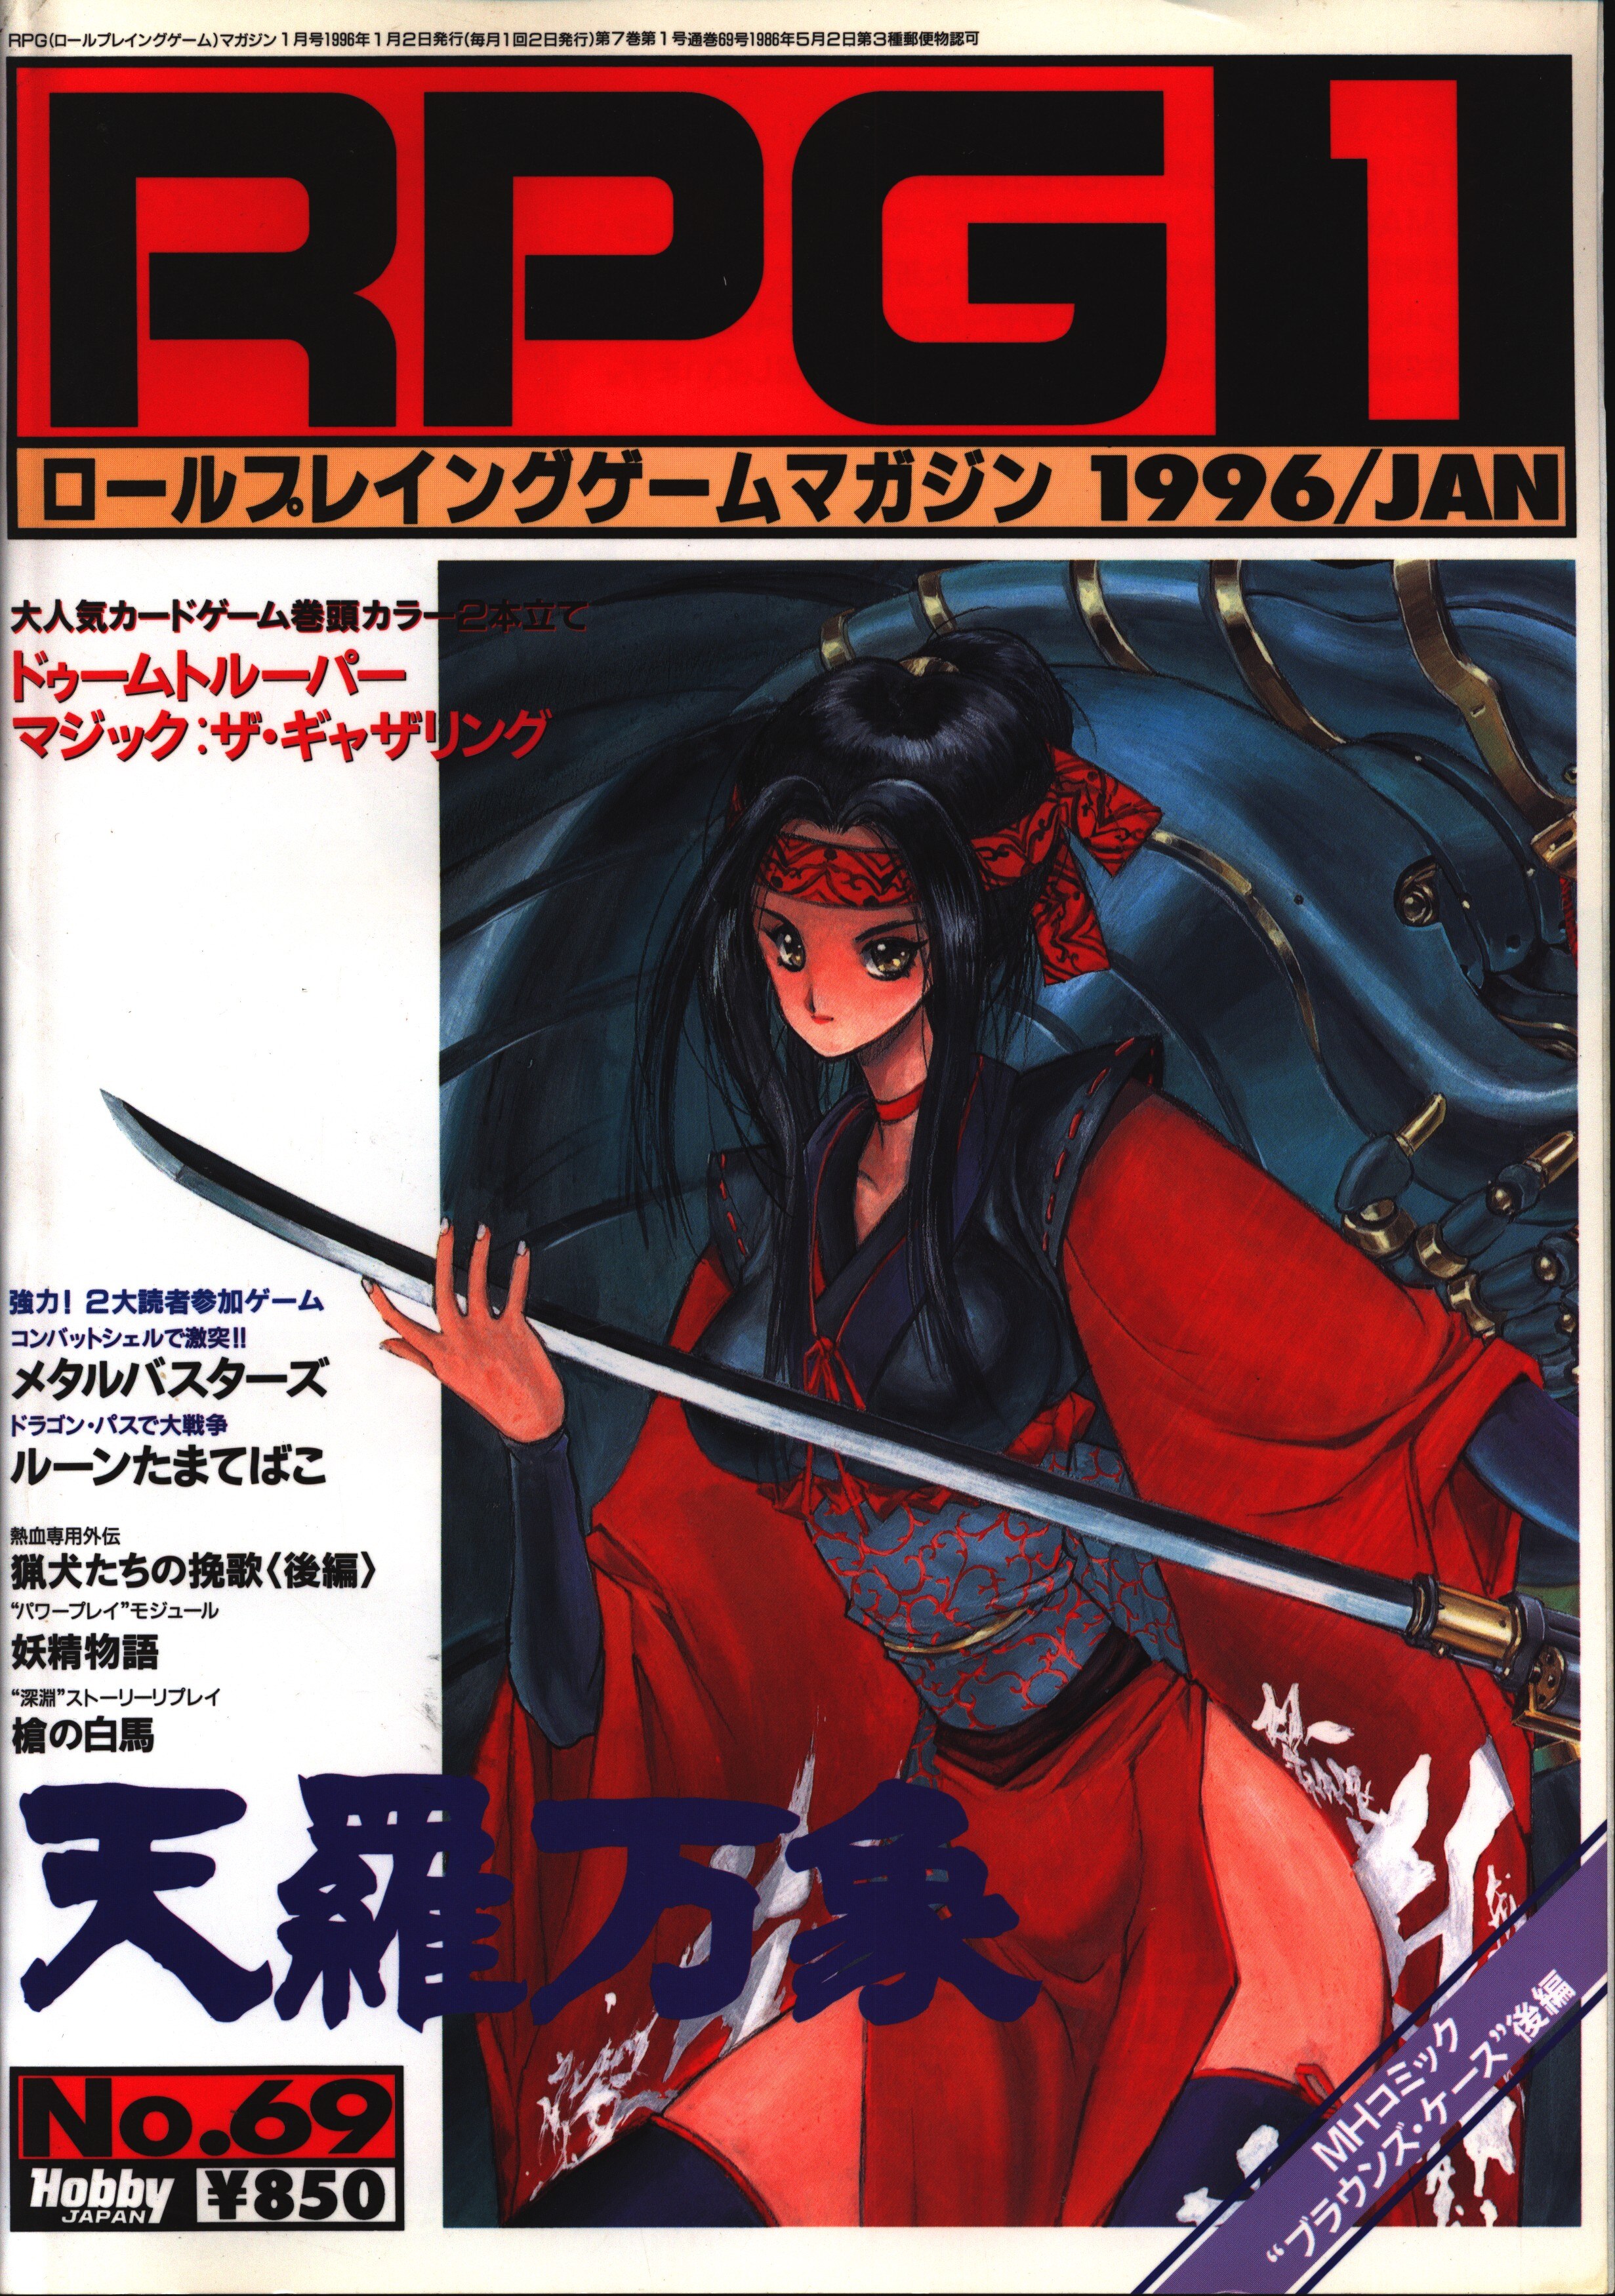 RPG(ロールプレイングゲーム)マガジン1月号1996年1月2日発行(毎月1回2日発行)第7巻第1号通巻69号1986年5月2日第3種郵便物認可
RPG 1
ロールプレイングゲームマガジン 1996/JAN
大人気カードゲーム巻頭カラー2本立て
ドゥームトルーパー
マジック:ザ・ギャザリング
強力! 2大読者参加ゲーム
コンバットシェルで激突!!
メタルバスターズ
ドラゴン・パスで大戦争
ルーンたまてばこ
熱血専用外伝
猟犬たちの挽歌〈後編〉
“パワープレイ”モジュール
妖精物語
“深淵”ストーリーリプレイ
槍の白馬
天羅万象
MHコミック
“ブラウンズ・ケース”後編
No.69
Hobby JAPAN
¥850